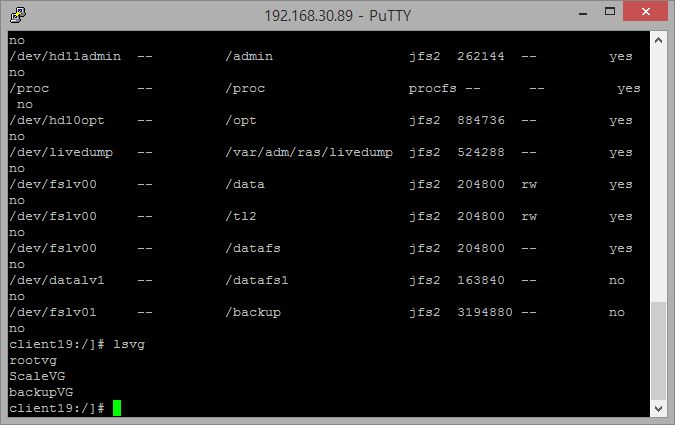 192.168.30.89 - PuTTY
no
/dev/hd11admin -- /admin jfs2 262144 -- yes
no
/proc -- /proc procfs -- -- yes
no
/dev/hd10opt -- /opt jfs2 884736 -- yes
no
/dev/livedump -- /var/adm/ras/livedump jfs2 524288 -- yes
no
/dev/fslv00 -- /data jfs2 204800 rw yes
no
/dev/fslv00 -- /tl2 jfs2 204800 rw yes
no
/dev/fslv00 -- /datafs jfs2 204800 -- yes
no
/dev/datalv1 -- /datafs1 jfs2 163840 -- no
no
/dev/fslv01 -- /backup jfs2 3194880 -- no
no
client19:/]# lsvg
rootvg
ScaleVG
backupVG
client19:/]#